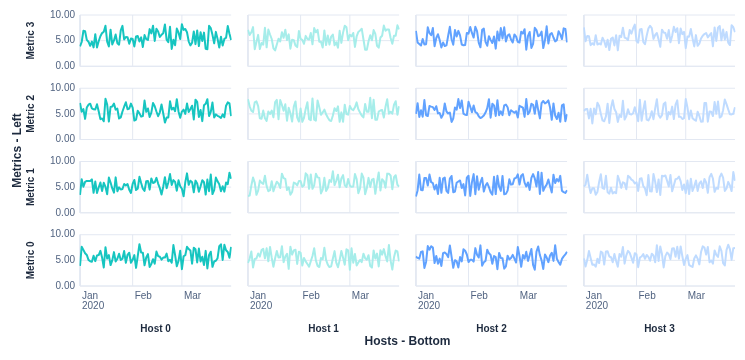 Metrics - Left
Metric 3
10.00
5.00
0.00
Metric 2
10.00
5.00
0.00
Metric 1
10.00
5.00
0.00
Metric 0
10.00
5.00
0.00
Jan Feb Mar
2020
Jan Feb Mar
2020
Jan Feb Mar
2020
Jan Feb Mar
2020
Host 0 Host 1 Host 2 Host 3
Hosts - Bottom